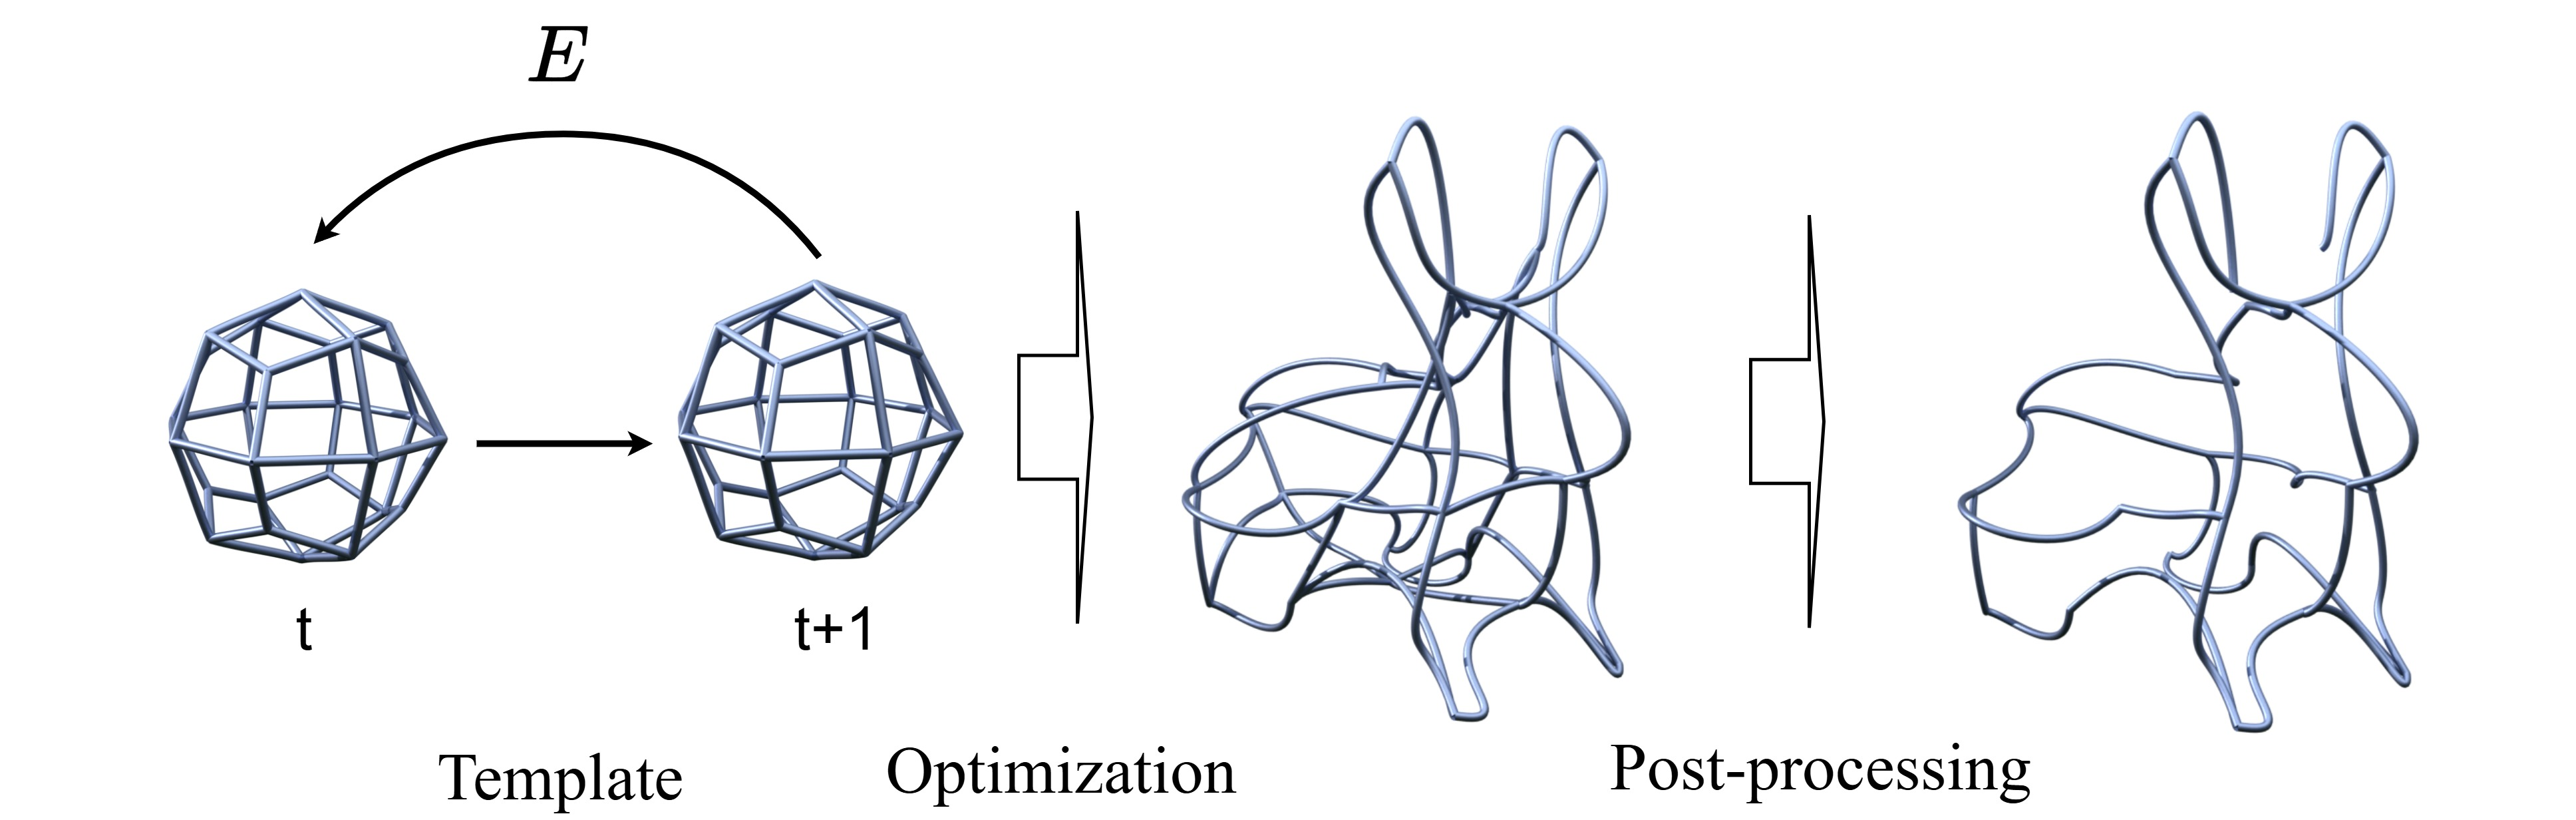 E
t
t+1
Template
Optimization
Post-processing